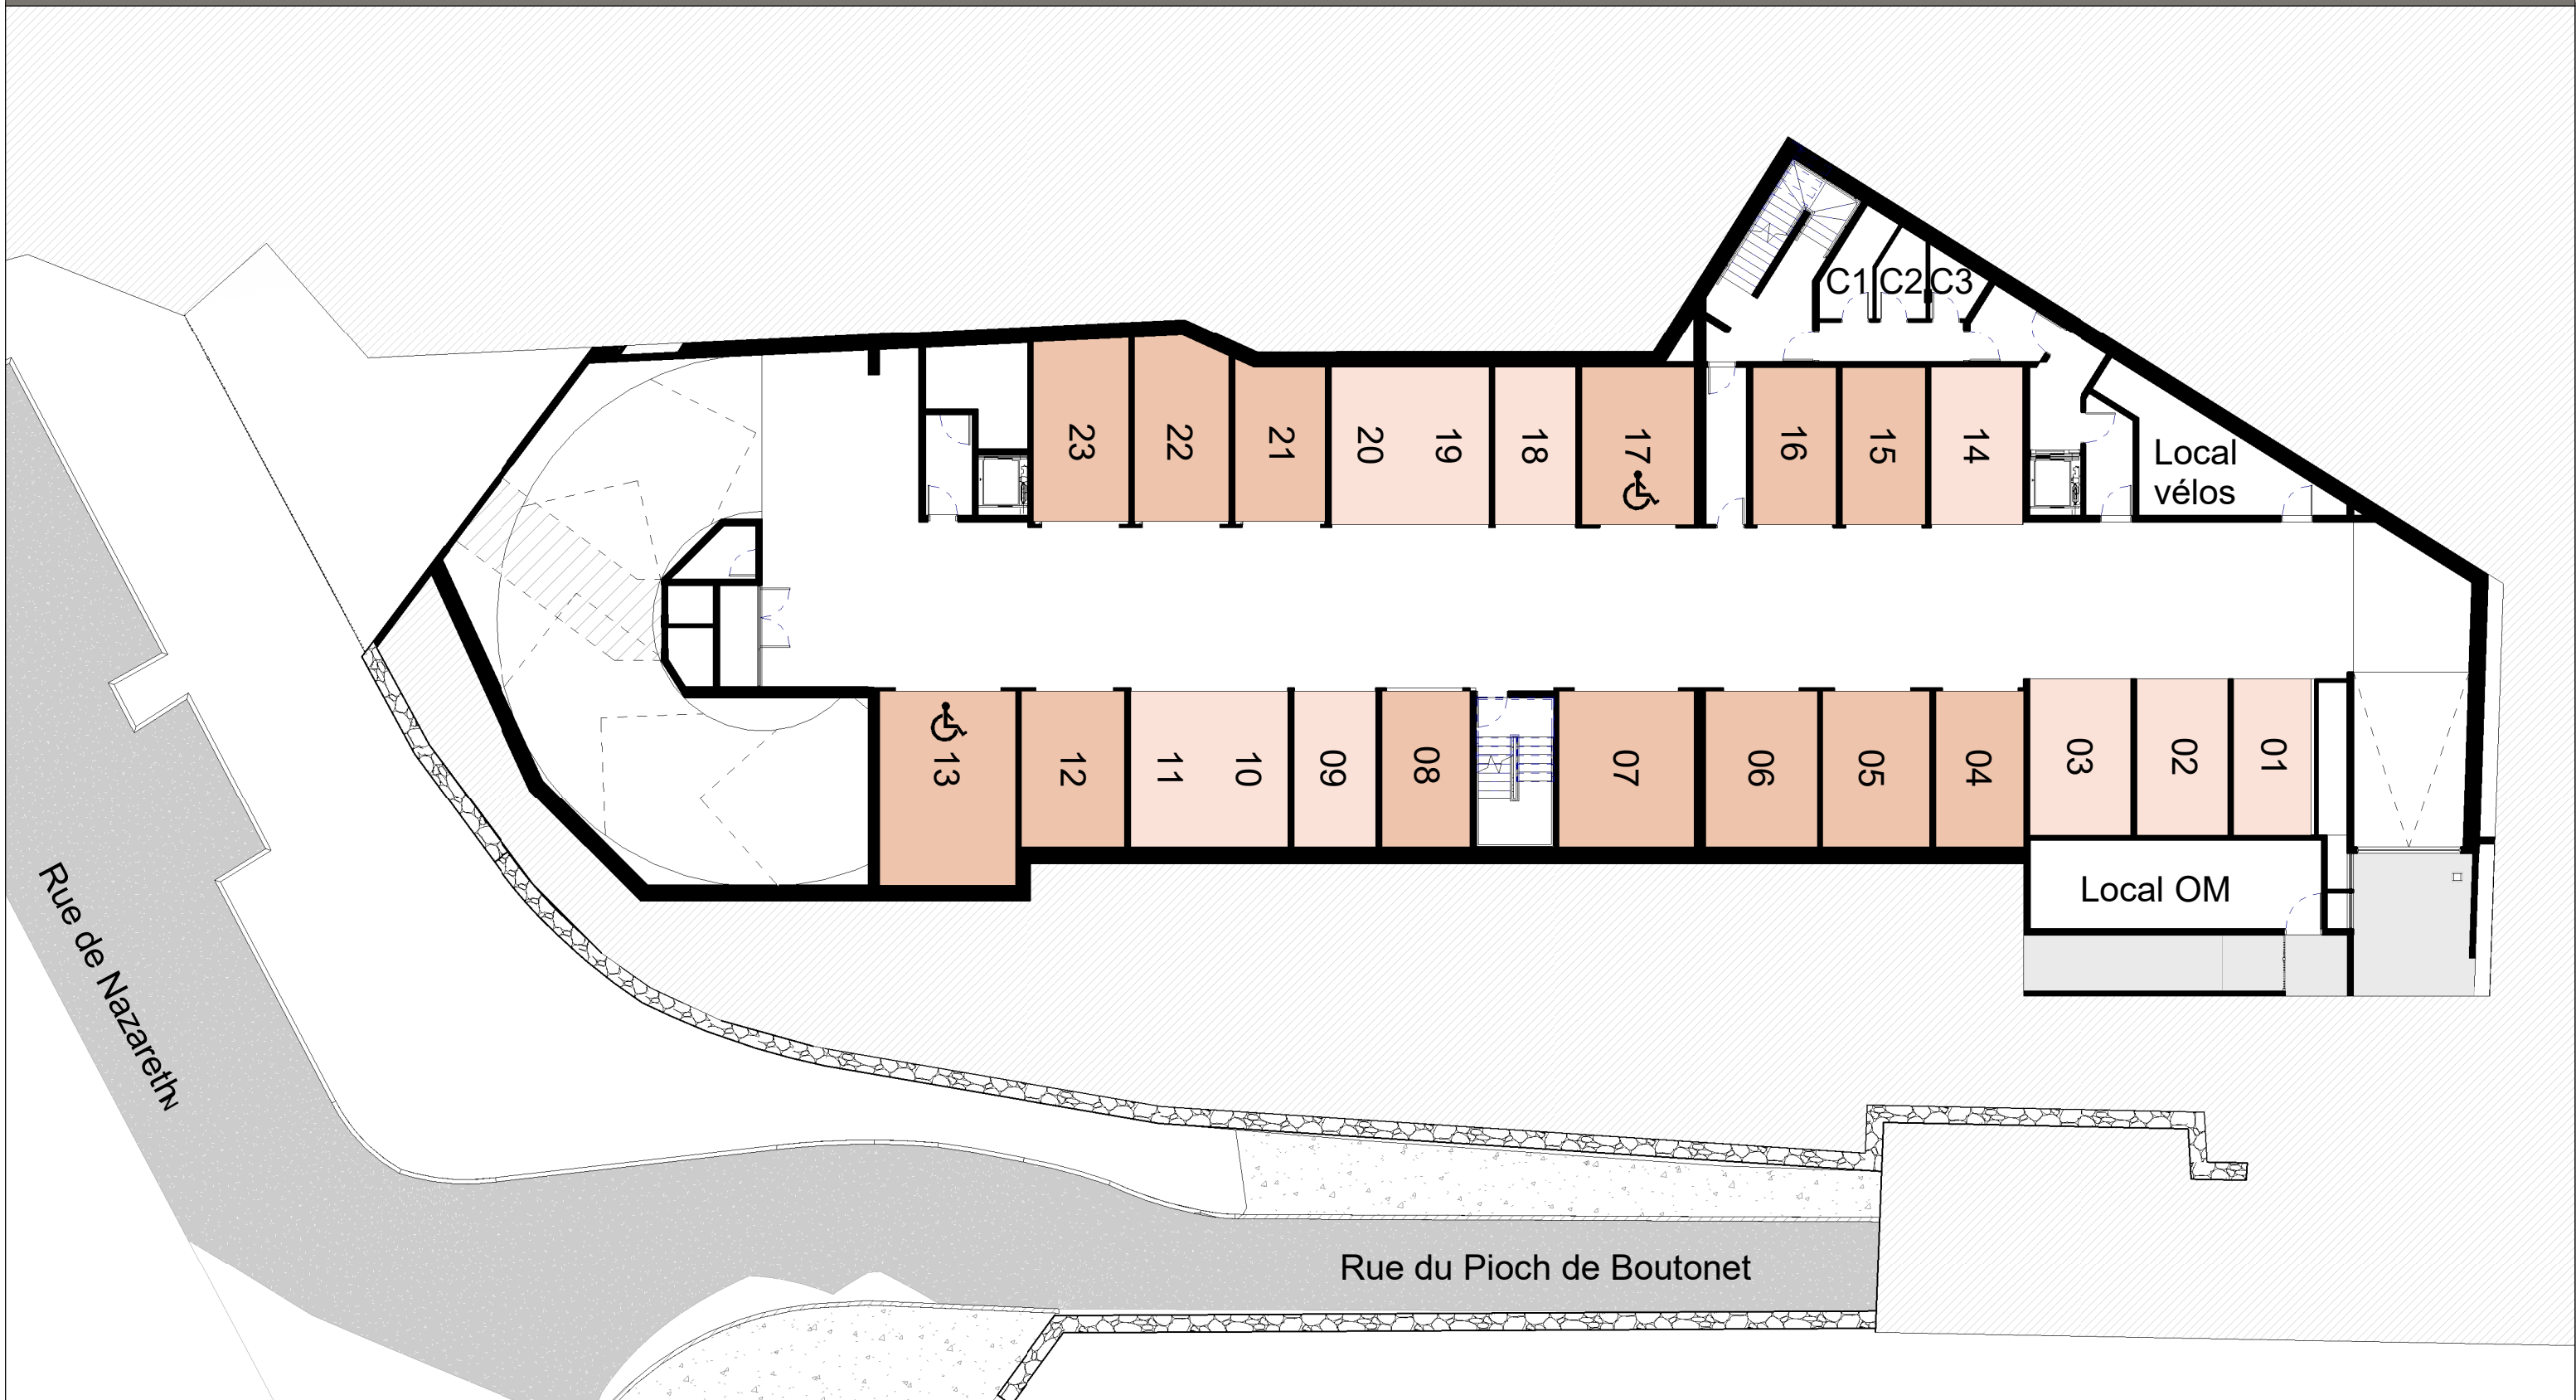 C1 C2 C3
23 22 21 20 19 18 17 16 15 14
Local
vélos
13 12 11 10 09 08 07 06 05 04 03 02 01
Local OM
Rue de Nazareth
N
Rue du Pioch de Boutonet